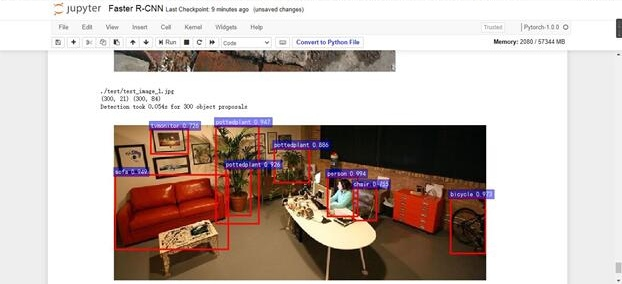 jupyter Faster R-CNN Last Checkpoint: 9 minutes ago (unsaved changes)
File Edit View Insert Cell Kernel Widgets Help Trusted Pytorch-1.0.0
Run Code Convert to Python File Memory: 2080 / 57344 MB
./test/test_image_1.jpg
(300, 21) (300, 84)
Detection took 0.054s for 300 object proposals
tvmonitor 0.726
pottedplant 0.947
pottedplant 0.886
pottedplant 0.926
sofa 0.949
person 0.994
chair 0.755
bicycle 0.973